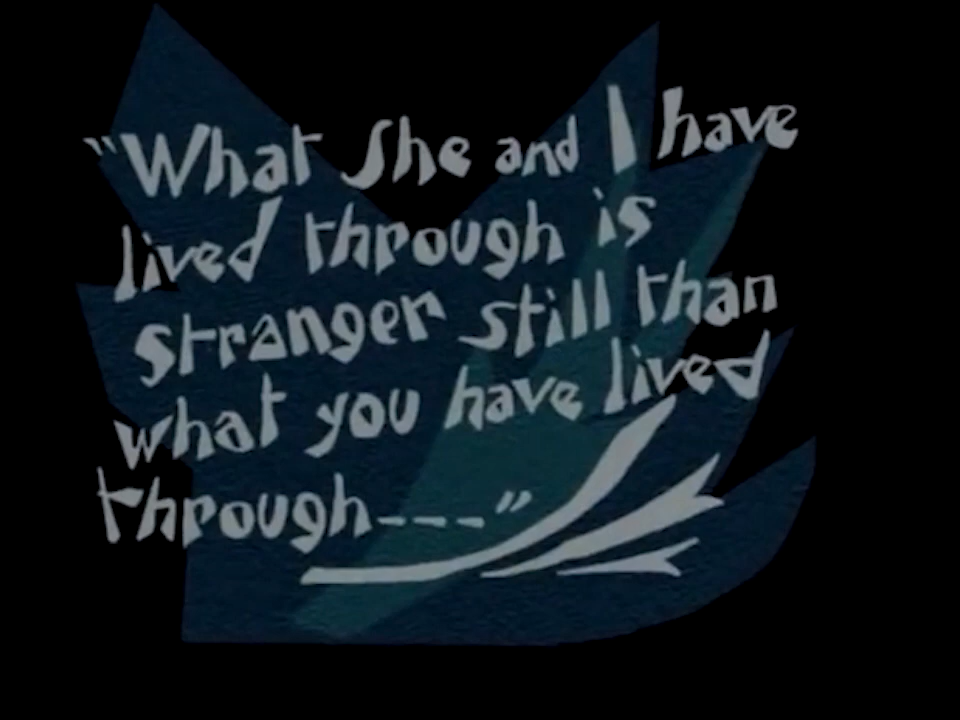 “What She and I have
lived through is
stranger still than
what you have lived
through---”